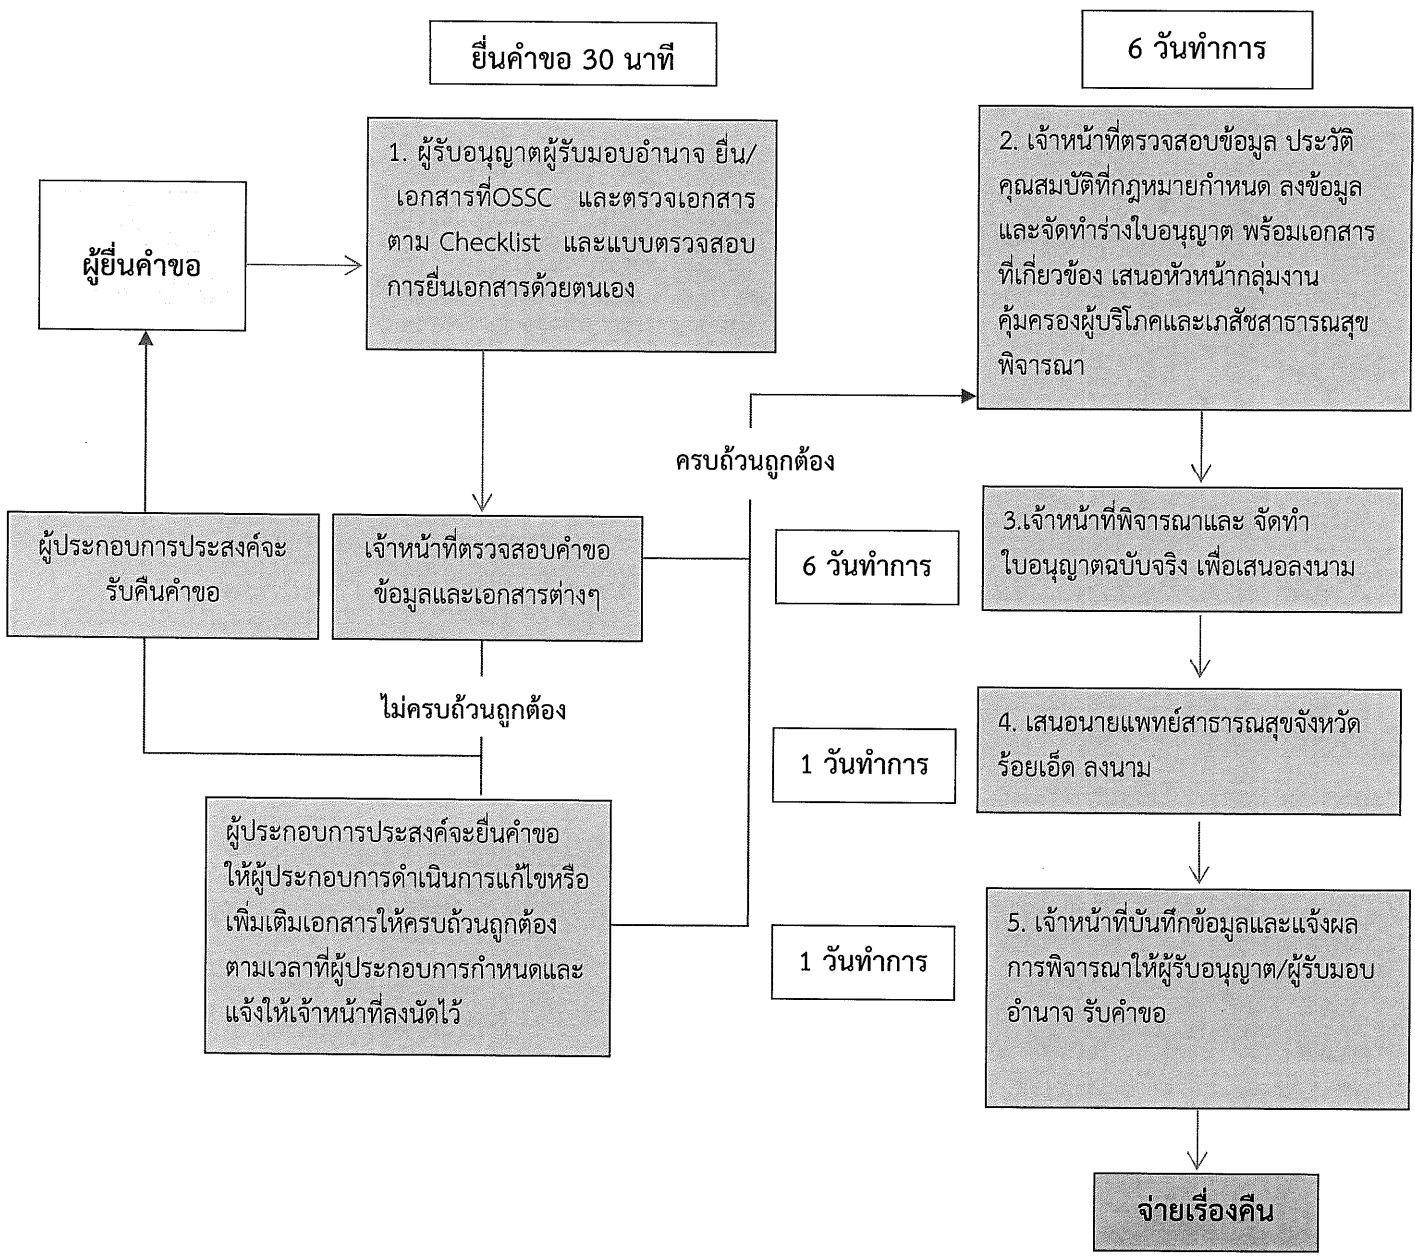 ยื่นคำขอ 30 นาที
6 วันทำการ
ผู้ยื่นคำขอ
1. ผู้รับอนุญาตผู้รับมอบอำนาจ ยื่น/
เอกสารที่OSSC และตรวจเอกสาร
ตาม Checklist และแบบตรวจสอบ
การยื่นเอกสารด้วยตนเอง
2. เจ้าหน้าที่ตรวจสอบข้อมูล ประวัติ
คุณสมบัติที่กฎหมายกำหนด ลงข้อมูล
และจัดทำร่างใบอนุญาต พร้อมเอกสาร
ที่เกี่ยวข้อง เสนอหัวหน้ากลุ่มงาน
คุ้มครองผู้บริโภคและเภสัชสาธารณสุข
พิจารณา
ครบถ้วนถูกต้อง
ผู้ประกอบการประสงค์จะ
รับคืนคำขอ
เจ้าหน้าที่ตรวจสอบคำขอ
ข้อมูลและเอกสารต่างๆ
6 วันทำการ
3.เจ้าหน้าที่พิจารณาและ จัดทำ
ใบอนุญาตฉบับจริง เพื่อเสนอลงนาม
ไม่ครบถ้วนถูกต้อง
1 วันทำการ
4. เสนอนายแพทย์สาธารณสุขจังหวัด
ร้อยเอ็ด ลงนาม
ผู้ประกอบการประสงค์จะยื่นคำขอ
ให้ผู้ประกอบการดำเนินการแก้ไขหรือ
เพิ่มเติมเอกสารให้ครบถ้วนถูกต้อง
ตามเวลาที่ผู้ประกอบการกำหนดและ
แจ้งให้เจ้าหน้าที่ลงนัดไว้
1 วันทำการ
5. เจ้าหน้าที่บันทึกข้อมูลและแจ้งผล
การพิจารณาให้ผู้รับอนุญาต/ผู้รับมอบ
อำนาจ รับคำขอ
จ่ายเรื่องคืน